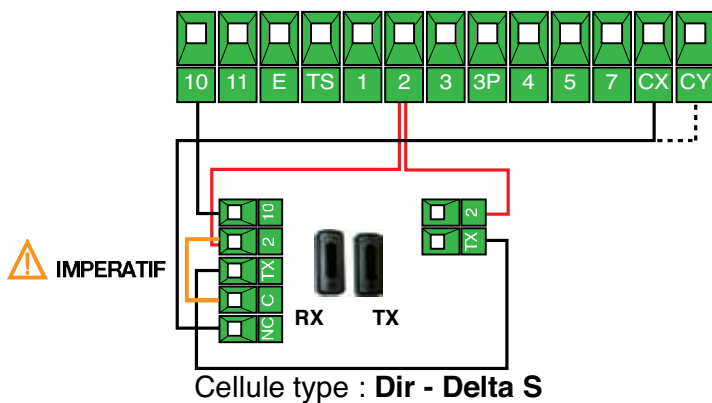 10 11 E TS 1 2 3 3P 4 5 7 CX CY
10
2
TX
C
NC
2
TX
IMPERATIF
RX TX
Cellule type : Dir - Delta S